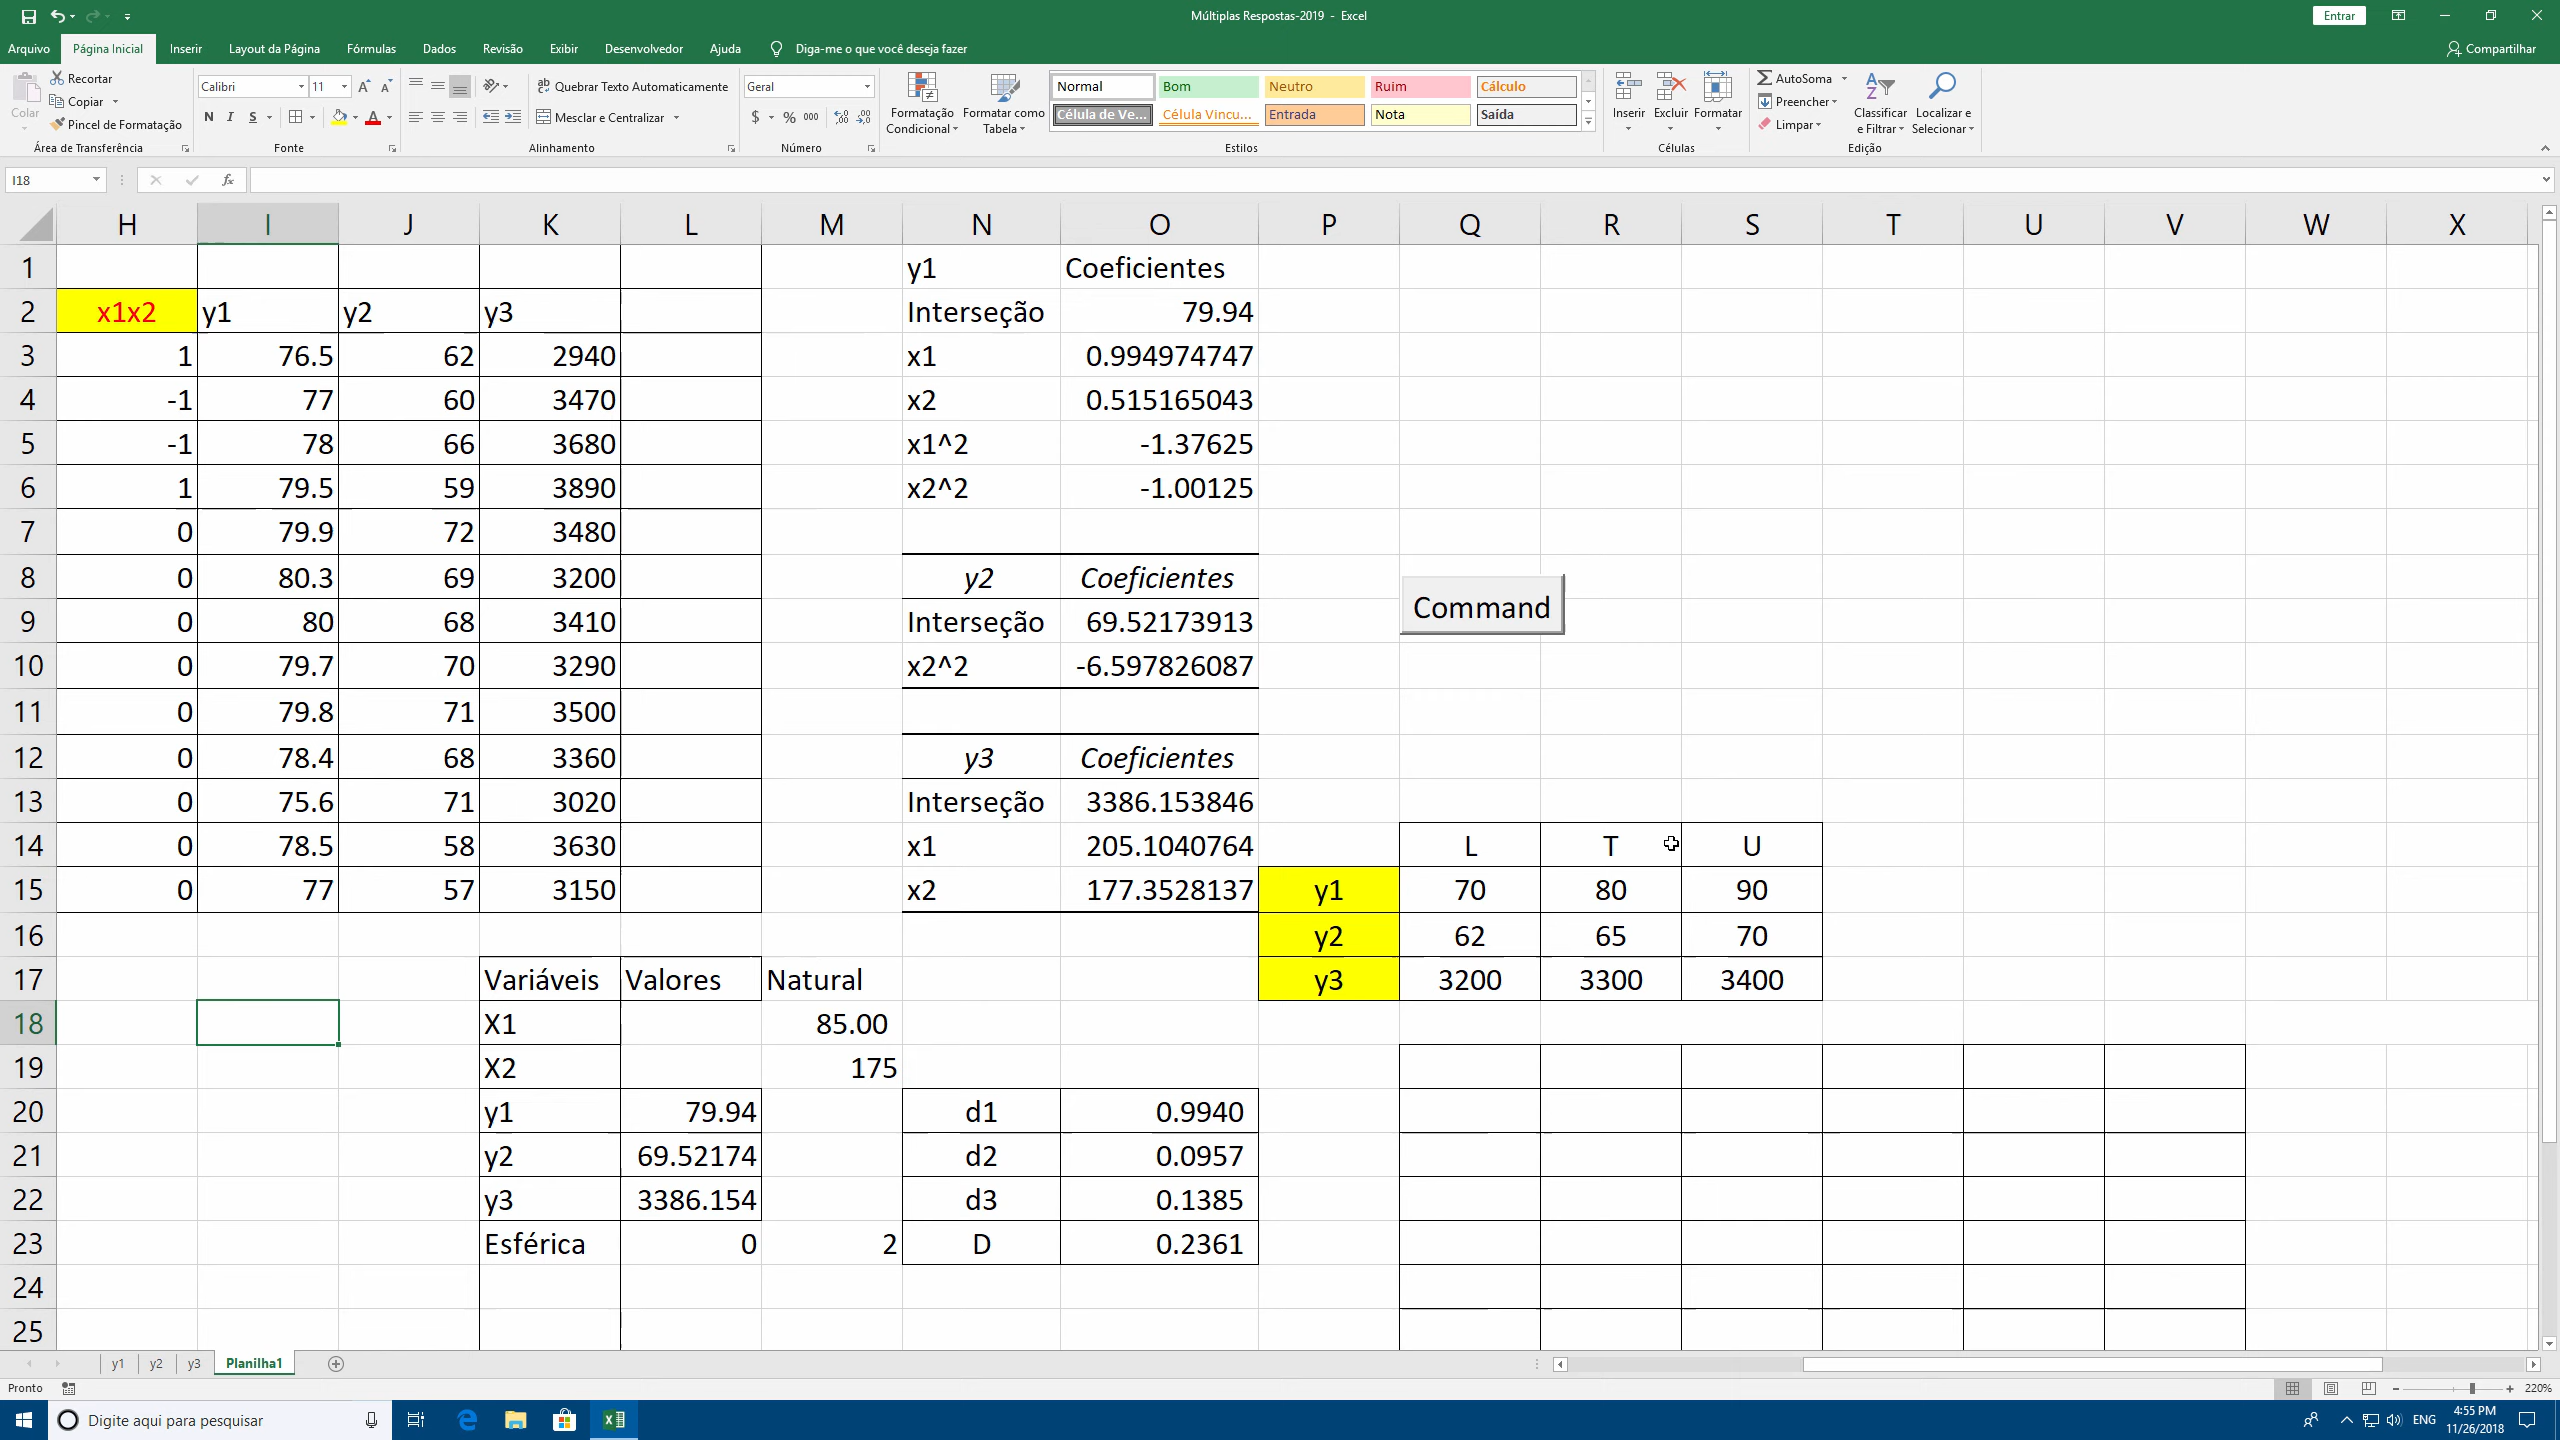 Múltiplas Respostas-2019 - Excel
Entrar
Arquivo Página Inicial Inserir Layout da Página Fórmulas Dados Revisão Exibir Desenvolvedor Ajuda Diga-me o que você deseja fazer Compartilhar
Colar
Recortar
Copiar
Pincel de Formatação
Área de Transferência
Calibri 11
N I S
Fonte
Quebrar Texto Automaticamente
Mesclar e Centralizar
Alinhamento
Geral
$ % 000
Número
Formatação Condicional
Formatar como Tabela
Normal Bom Neutro Ruim Cálculo
Célula de Ve... Célula Vincu... Entrada Nota Saída
Estilos
Inserir Excluir Formatar
Células
AutoSoma
Preencher
Limpar
Classificar e Filtrar
Localizar e Selecionar
Edição
I18 fx
H I J K L M N O P Q R S T U V W X
1 y1 Coeficientes
2 x1x2 y1 y2 y3 Interseção 79.94
3 1 76.5 62 2940 x1 0.994974747
4 -1 77 60 3470 x2 0.515165043
5 -1 78 66 3680 x1^2 -1.37625
6 1 79.5 59 3890 x2^2 -1.00125
7 0 79.9 72 3480
8 0 80.3 69 3200 y2 Coeficientes
Command
9 0 80 68 3410 Interseção 69.52173913
10 0 79.7 70 3290 x2^2 -6.597826087
11 0 79.8 71 3500
12 0 78.4 68 3360 y3 Coeficientes
13 0 75.6 71 3020 Interseção 3386.153846
14 0 78.5 58 3630 x1 205.1040764 L T U
15 0 77 57 3150 x2 177.3528137 y1 70 80 90
16 y2 62 65 70
17 Variáveis Valores Natural y3 3200 3300 3400
18 X1 85.00
19 X2 175
20 y1 79.94 d1 0.9940
21 y2 69.52174 d2 0.0957
22 y3 3386.154 d3 0.1385
23 Esférica 0 2 D 0.2361
24
25
y1 y2 y3 Planilha1
Pronto 220%
Digite aqui para pesquisar
ENG
4:55 PM
11/26/2018